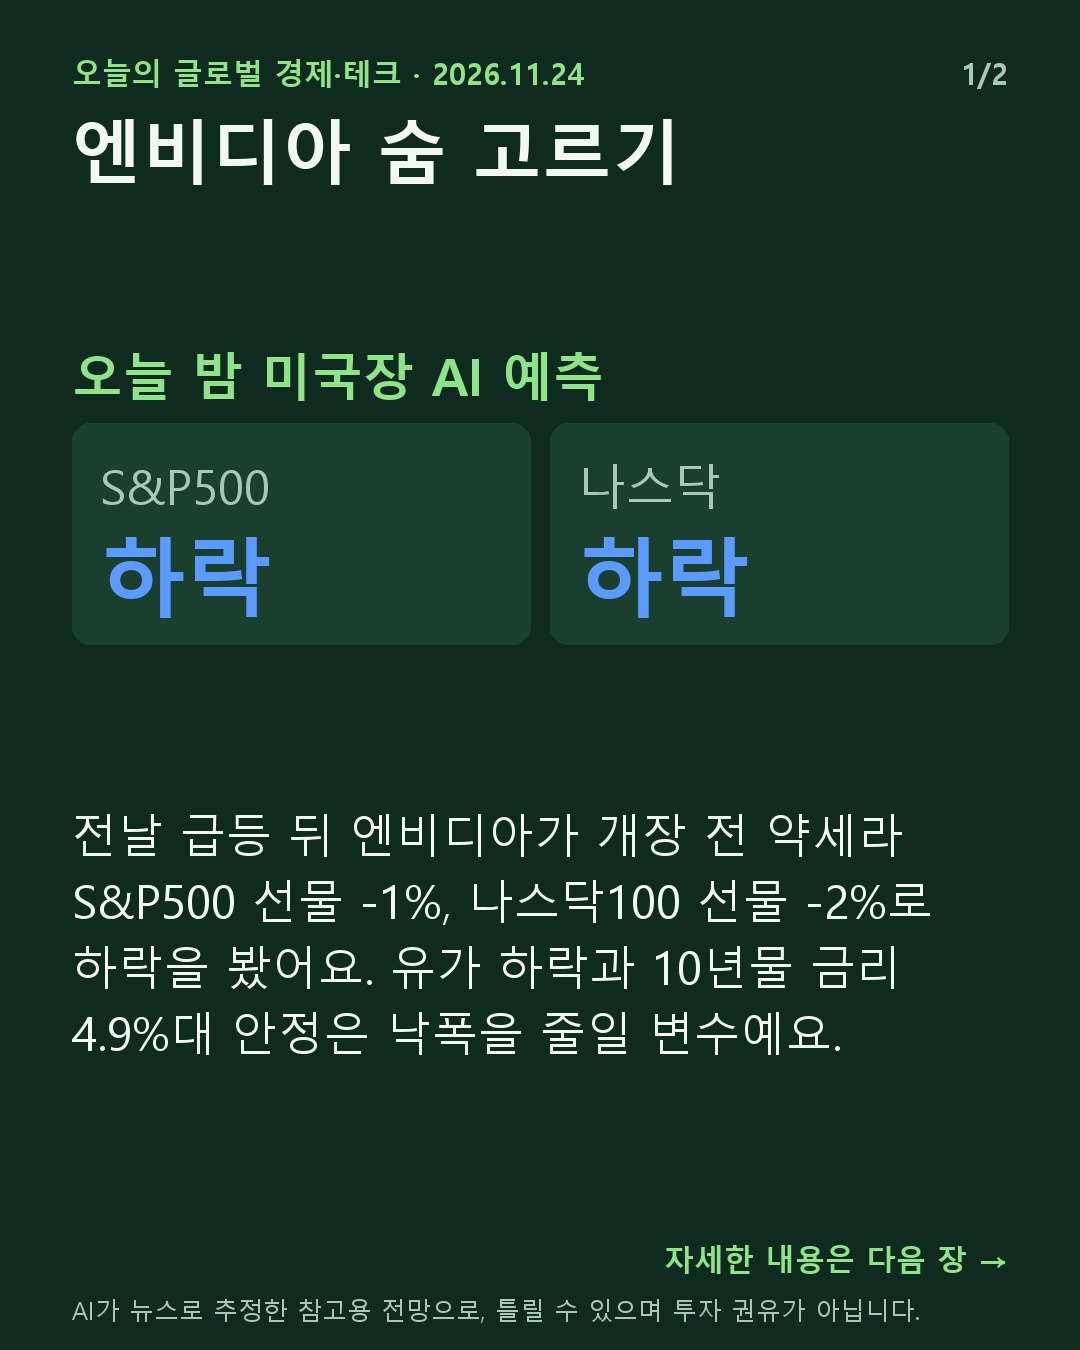 오늘의 글로벌 경제·테크 · 2026.11.24
1/2
엔비디아 숨 고르기
오늘 밤 미국장 AI 예측
S&P500
하락
나스닥
하락
전날 급등 뒤 엔비디아가 개장 전 약세라
S&P500 선물 -1%, 나스닥100 선물 -2%로
하락을 봤어요. 유가 하락과 10년물 금리
4.9%대 안정은 낙폭을 줄일 변수예요.
자세한 내용은 다음 장 →
AI가 뉴스로 추정한 참고용 전망으로, 틀릴 수 있으며 투자 권유가 아닙니다.